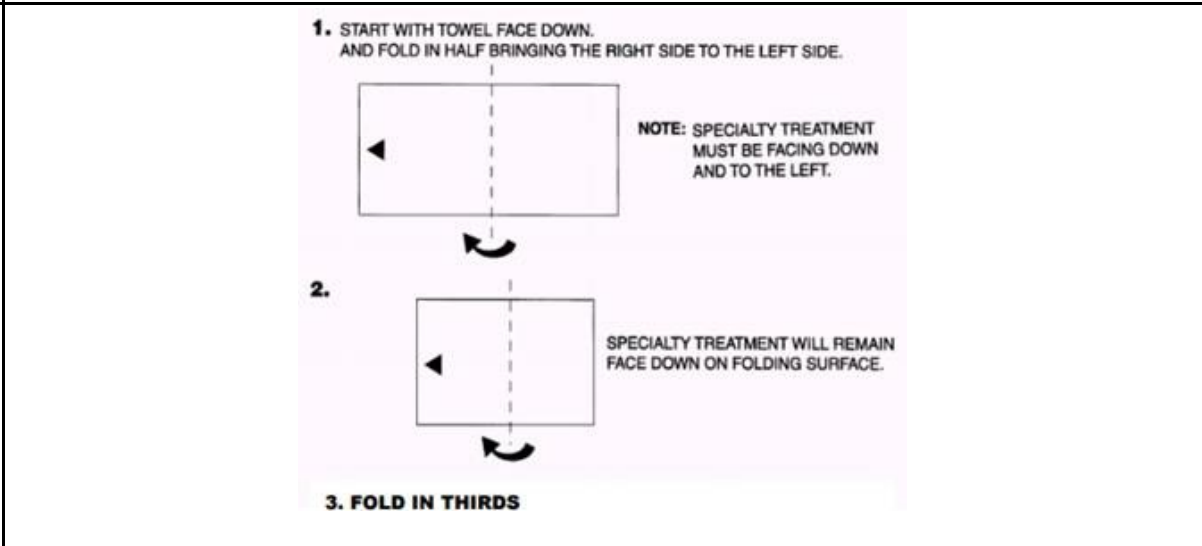 1. START WITH TOWEL FACE DOWN.
AND FOLD IN HALF BRINGING THE RIGHT SIDE TO THE LEFT SIDE.
NOTE: SPECIALTY TREATMENT
MUST BE FACING DOWN
AND TO THE LEFT.
2.
SPECIALTY TREATMENT WILL REMAIN
FACE DOWN ON FOLDING SURFACE.
3. FOLD IN THIRDS